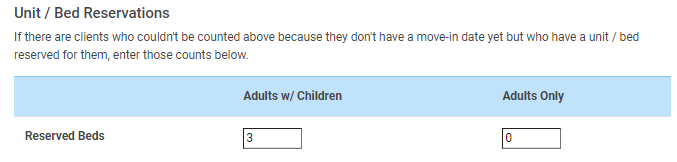 Unit / Bed Reservations
If there are clients who couldn't be counted above because they don't have a move-in date yet but who have a unit / bed
reserved for them, enter those counts below.
Adults w/ Children Adults Only
Reserved Beds 3 0